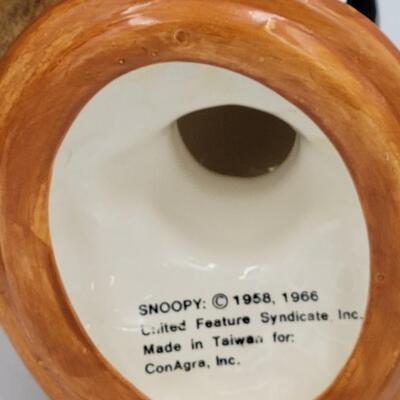 SNOOPY: © 1958, 1966
United Feature Syndicate, Inc.
Made in Taiwan for:
ConAgra, Inc.